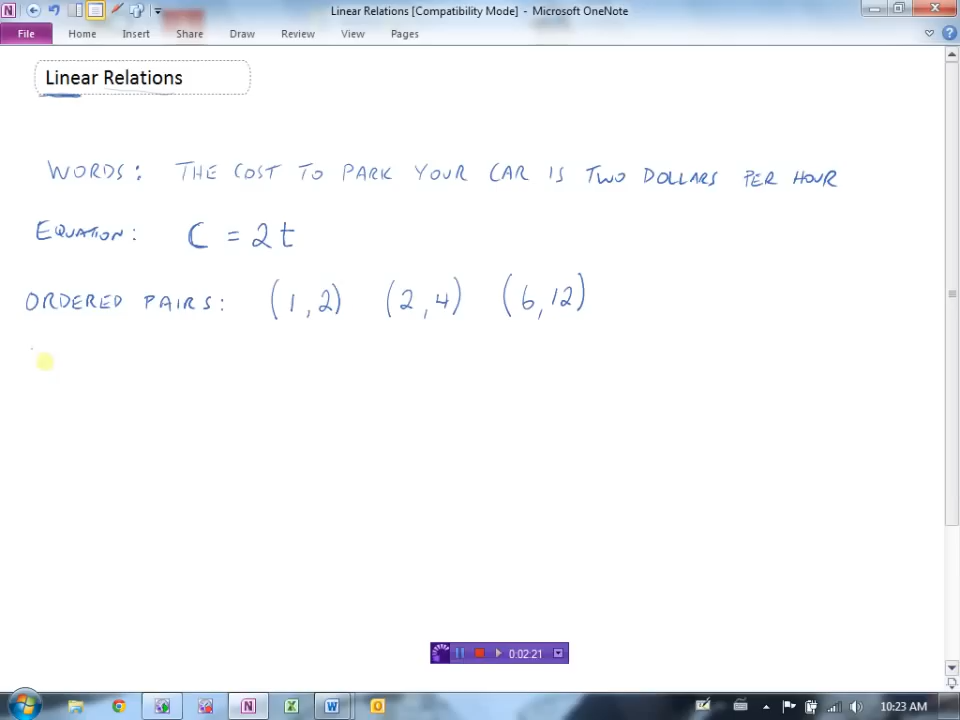 Linear Relations [Compatibility Mode] - Microsoft OneNote
File Home Insert Share Draw Review View Pages
Linear Relations
WORDS: THE COST TO PARK YOUR CAR IS TWO DOLLARS PER HOUR
EQUATION: C = 2t
ORDERED PAIRS: (1,2) (2,4) (6,12)
0:02:21
10:23 AM